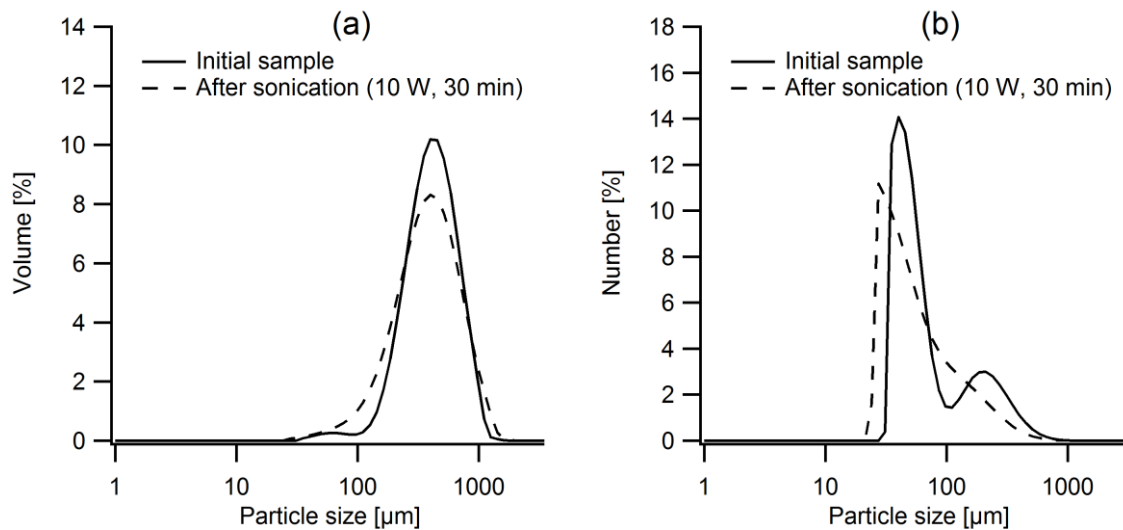 (a)
Initial sample
After sonication (10 W, 30 min)
Volume [%]
14
12
10
8
6
4
2
0
1
10
100
1000
Particle size [µm]
(b)
Initial sample
After sonication (10 W, 30 min)
Number [%]
18
16
14
12
10
8
6
4
2
0
1
10
100
1000
Particle size [µm]